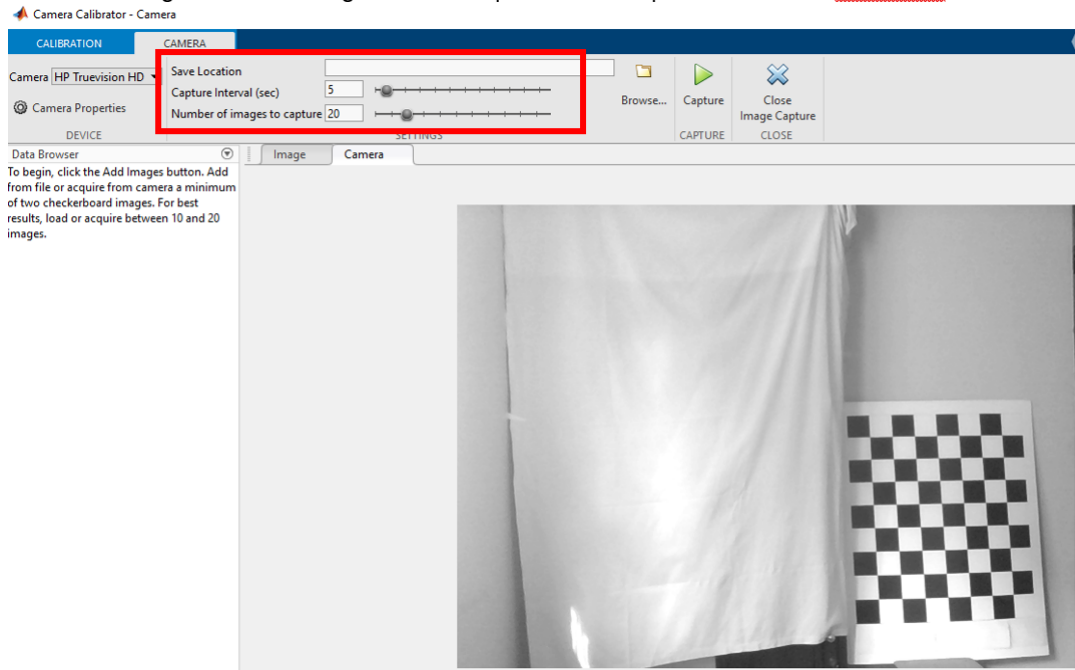 Camera Calibrator - Camera
CALIBRATION CAMERA
Camera HP Truevision HD
Camera Properties
DEVICE
Save Location
Capture Interval (sec) 5
Number of images to capture 20
SETTINGS
Browse...
Capture
CAPTURE
Close
Image Capture
CLOSE
Data Browser
To begin, click the Add Images button. Add
from file or acquire from camera a minimum
of two checkerboard images. For best
results, load or acquire between 10 and 20
images.
Image Camera